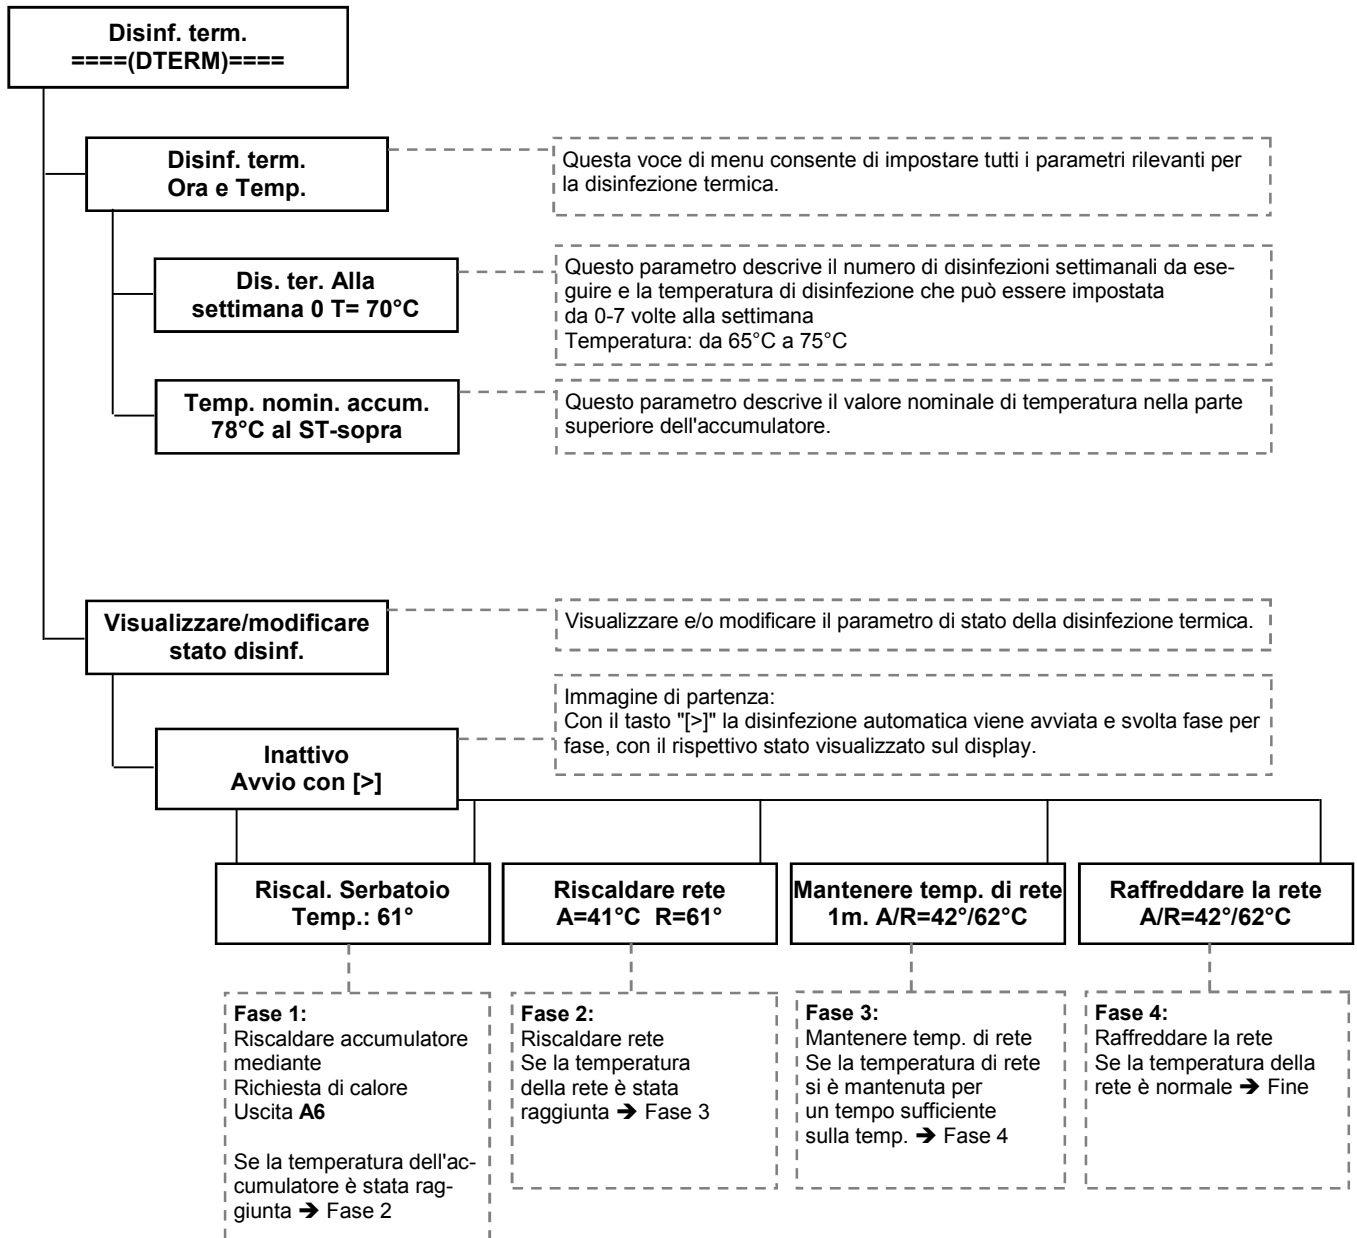 Disinf. term.
====(DTERM)====
Disinf. term.
Ora e Temp.
Questa voce di menu consente di impostare tutti i parametri rilevanti per
la disinfezione termica.
Dis. ter. Alla
settimana 0 T= 70°C
Questo parametro descrive il numero di disinfezioni settimanali da ese-
guire e la temperatura di disinfezione che può essere impostata
da 0-7 volte alla settimana
Temperatura: da 65°C a 75°C
Temp. nomin. accum.
78°C al ST-sopra
Questo parametro descrive il valore nominale di temperatura nella parte
superiore dell'accumulatore.
Visualizzare/modificare
stato disinf.
Visualizzare e/o modificare il parametro di stato della disinfezione termica.
Inattivo
Avvio con [>]
Immagine di partenza:
Con il tasto "[>]" la disinfezione automatica viene avviata e svolta fase per
fase, con il rispettivo stato visualizzato sul display.
Riscal. Serbatoio
Temp.: 61°
Riscaldare rete
A=41°C R=61°
Mantenere temp. di rete
1m. A/R=42°/62°C
Raffreddare la rete
A/R=42°/62°C
Fase 1:
Riscaldare accumulatore
mediante
Richiesta di calore
Uscita A6
Se la temperatura dell'ac-
cumulatore è stata rag-
giunta ➔ Fase 2
Fase 2:
Riscaldare rete
Se la temperatura
della rete è stata
raggiunta ➔ Fase 3
Fase 3:
Mantenere temp. di rete
Se la temperatura di rete
si è mantenuta per
un tempo sufficiente
sulla temp. ➔ Fase 4
Fase 4:
Raffreddare la rete
Se la temperatura della
rete è normale ➔ Fine